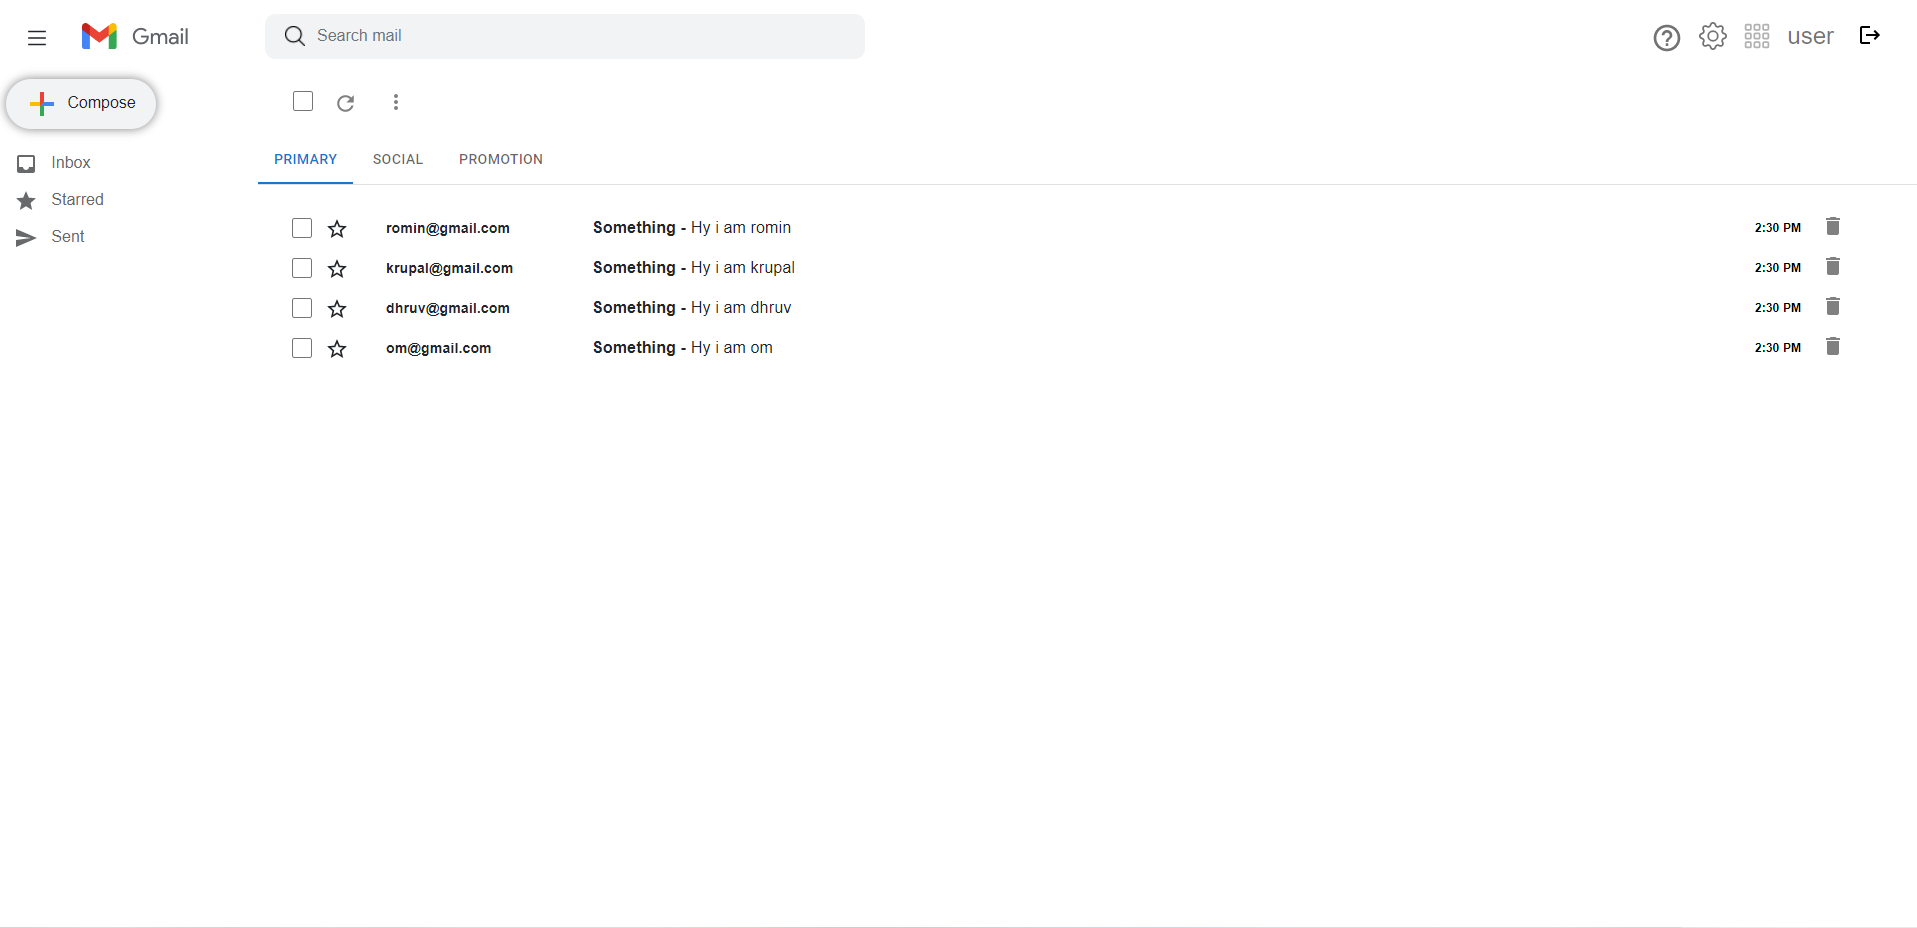 Gmail
Search mail
user
Compose
Inbox
Starred
Sent
PRIMARY SOCIAL PROMOTION
romin@gmail.com Something - Hy i am romin 2:30 PM
krupal@gmail.com Something - Hy i am krupal 2:30 PM
dhruv@gmail.com Something - Hy i am dhruv 2:30 PM
om@gmail.com Something - Hy i am om 2:30 PM